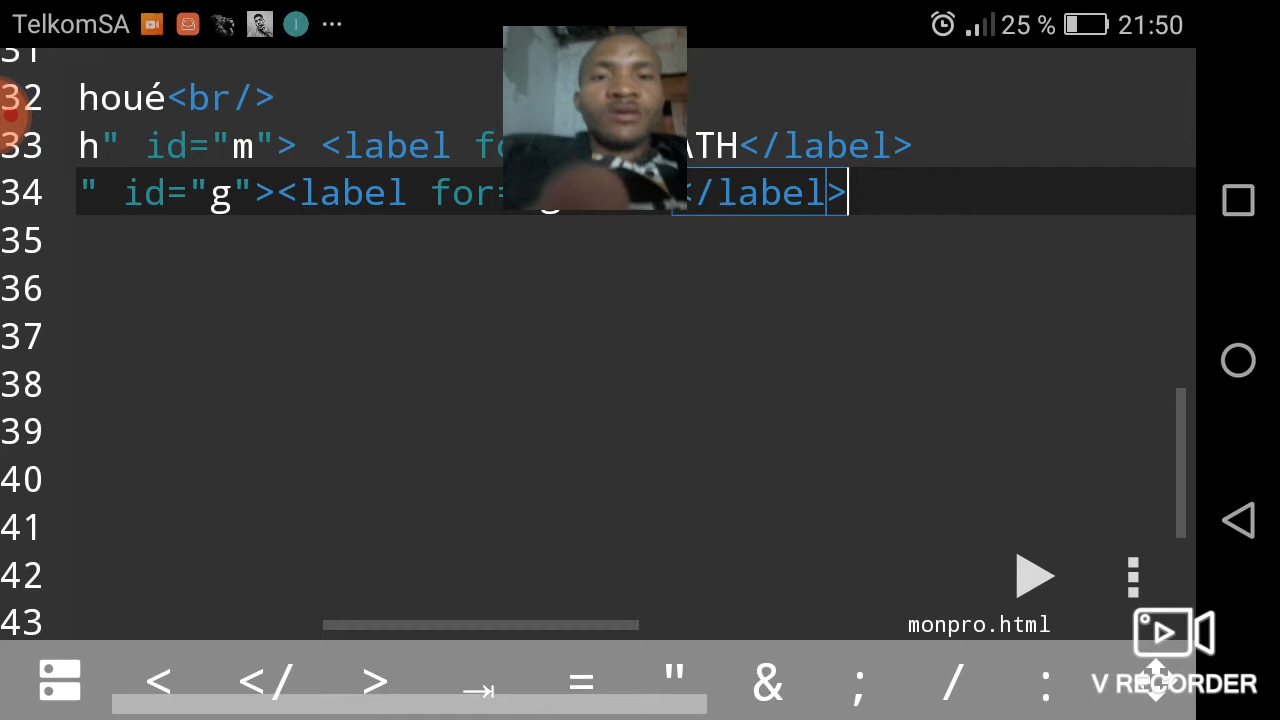 TelkomSA ... 25 % 21:50
31
32 houé<br/>
33 h" id="m"> <label ATH</label>
34 " id="g"><label for= </label>
35
36
37
38
39
40
41
42
43
monpro.html
< </ > = " & ; / :
V RECORDER